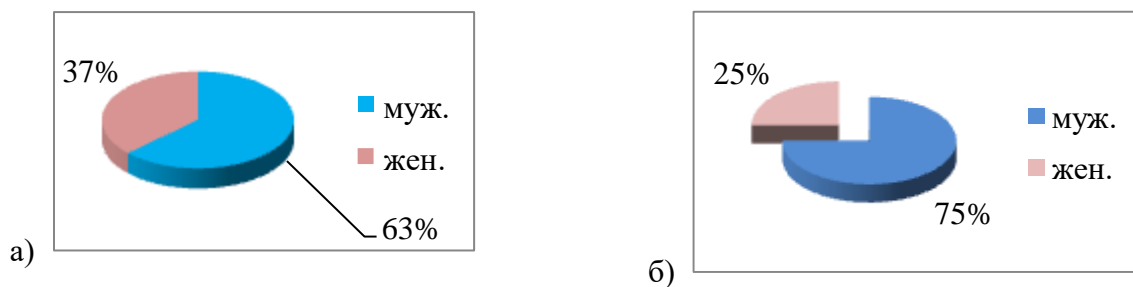 37%
муж.
жен.
63%
а)
25%
муж.
жен.
75%
б)